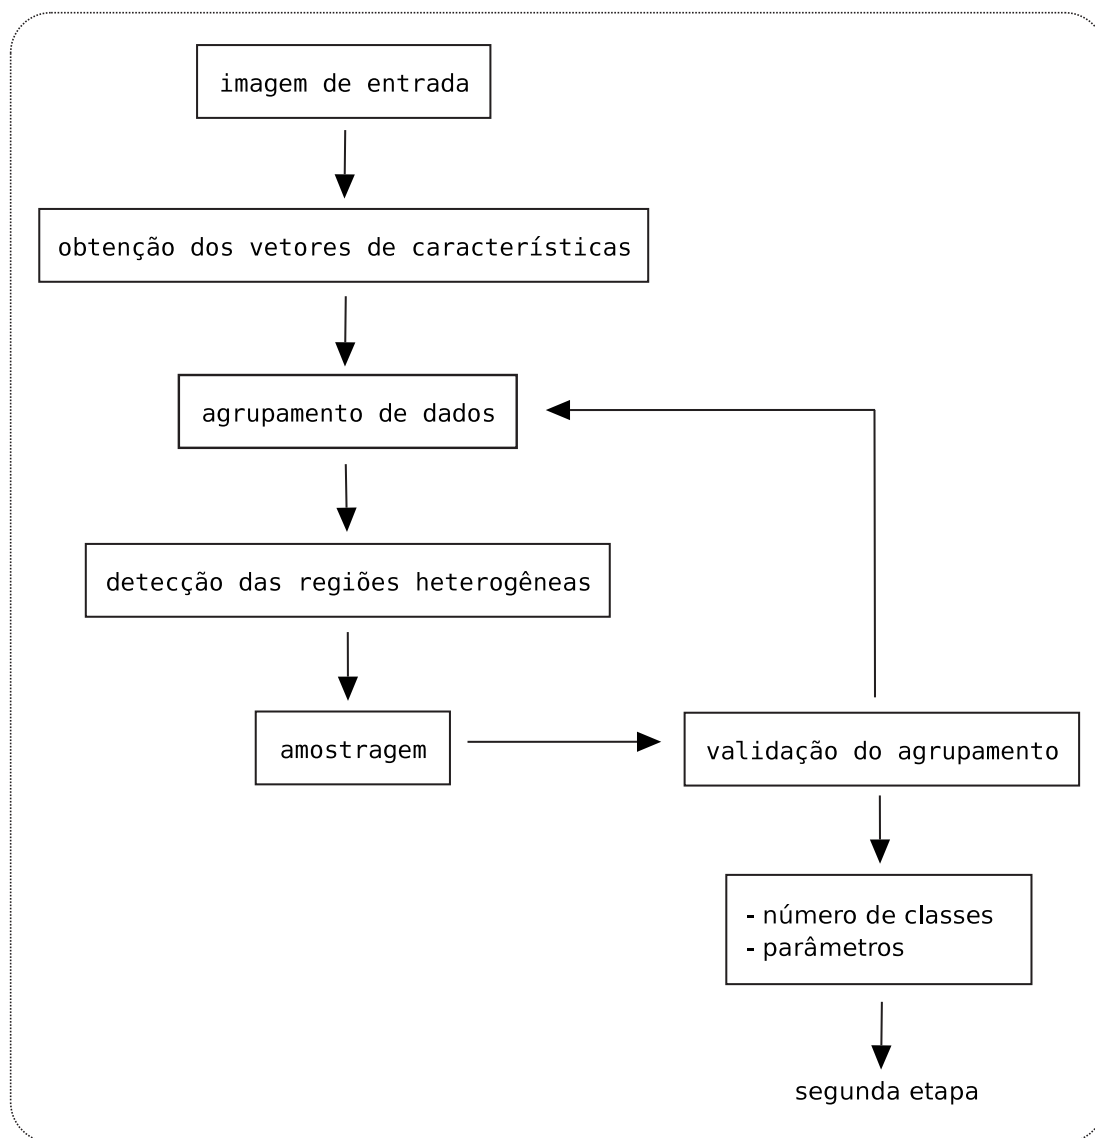 imagem de entrada
obtenção dos vetores de característísticas
agrupamento de dados
detecção das regiões heterogêneas
amostragem
validação do agrupamento
- número de classes
- parâmetros
segunda etapa